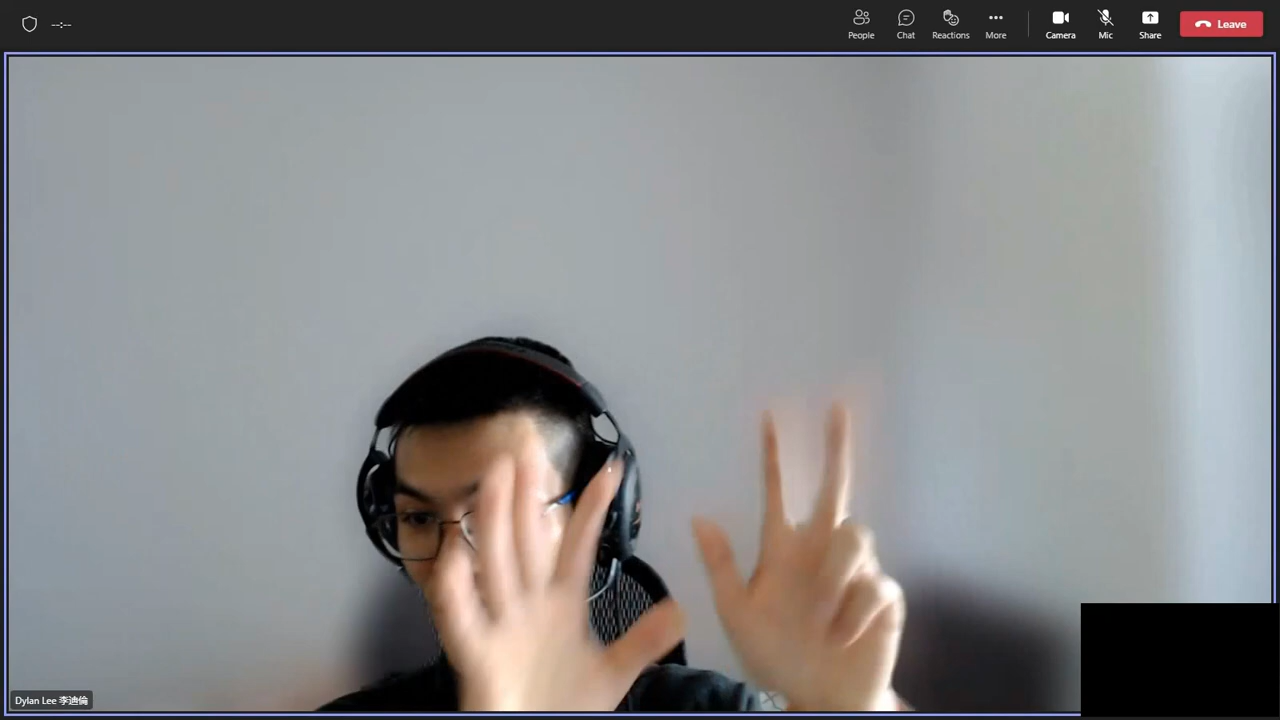 --:--
People
Chat
Reactions
More
Camera
Mic
Share
Leave
Dylan Lee 李迪倫